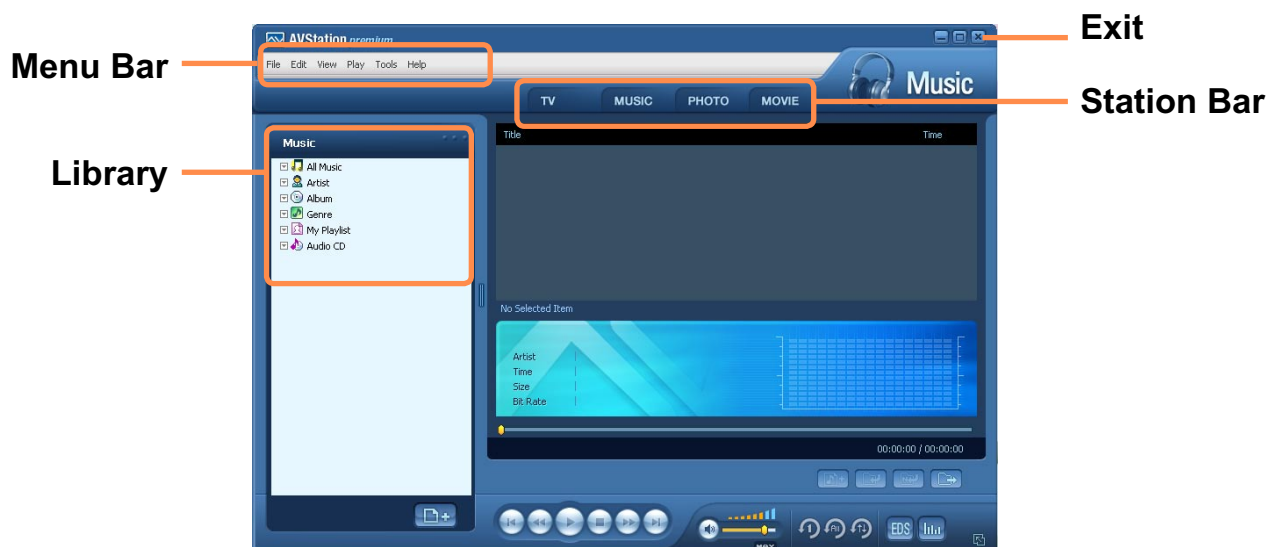 Exit
AVStation premium
Menu Bar
File Edit View Play Tools Help
Music
TV MUSIC PHOTO MOVIE
Station Bar
Title Time
Music
Library
All Music
Artist
Album
Genre
My Playlist
Audio CD
No Selected Item
Artist
Time
Size
Bit Rate
00:00:00 / 00:00:00
EDS